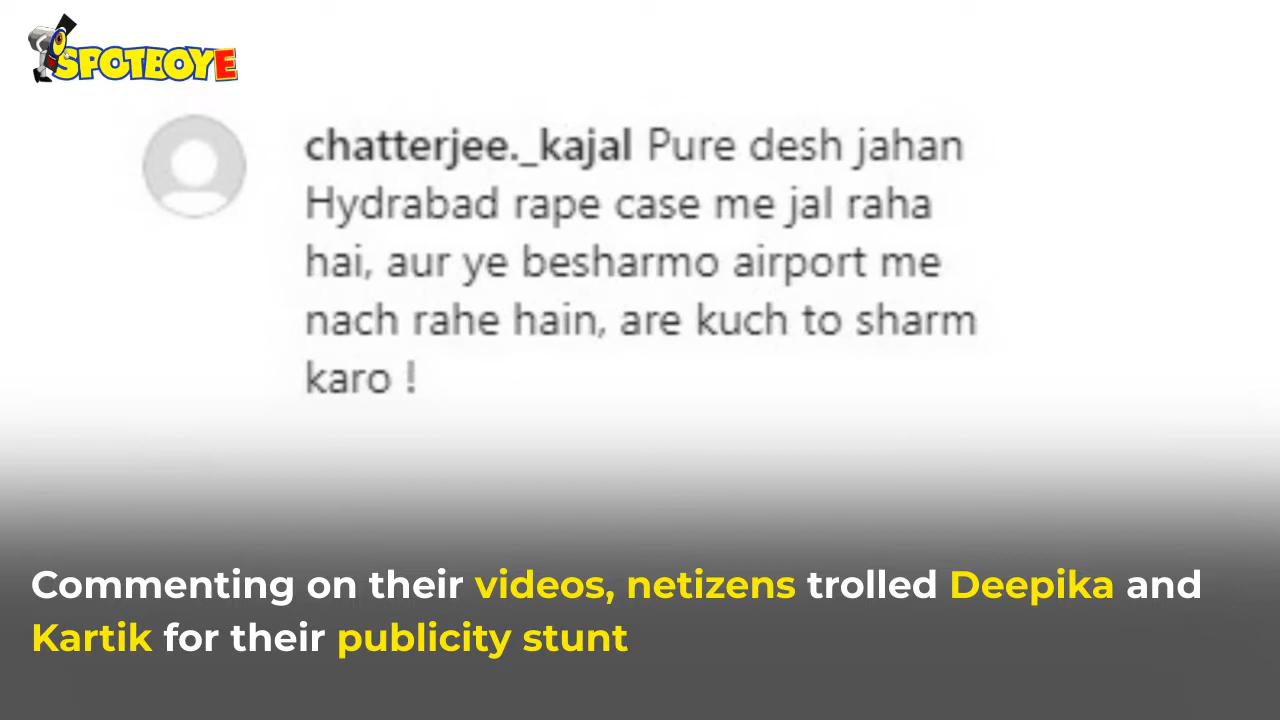 SPOTBOYE
chatterjee._kajal Pure desh jahan
Hydrabad rape case me jal raha
hai, aur ye besharmo airport me
nach rahe hain, are kuch to sharm
karo !
Commenting on their videos, netizens trolled Deepika and
Kartik for their publicity stunt